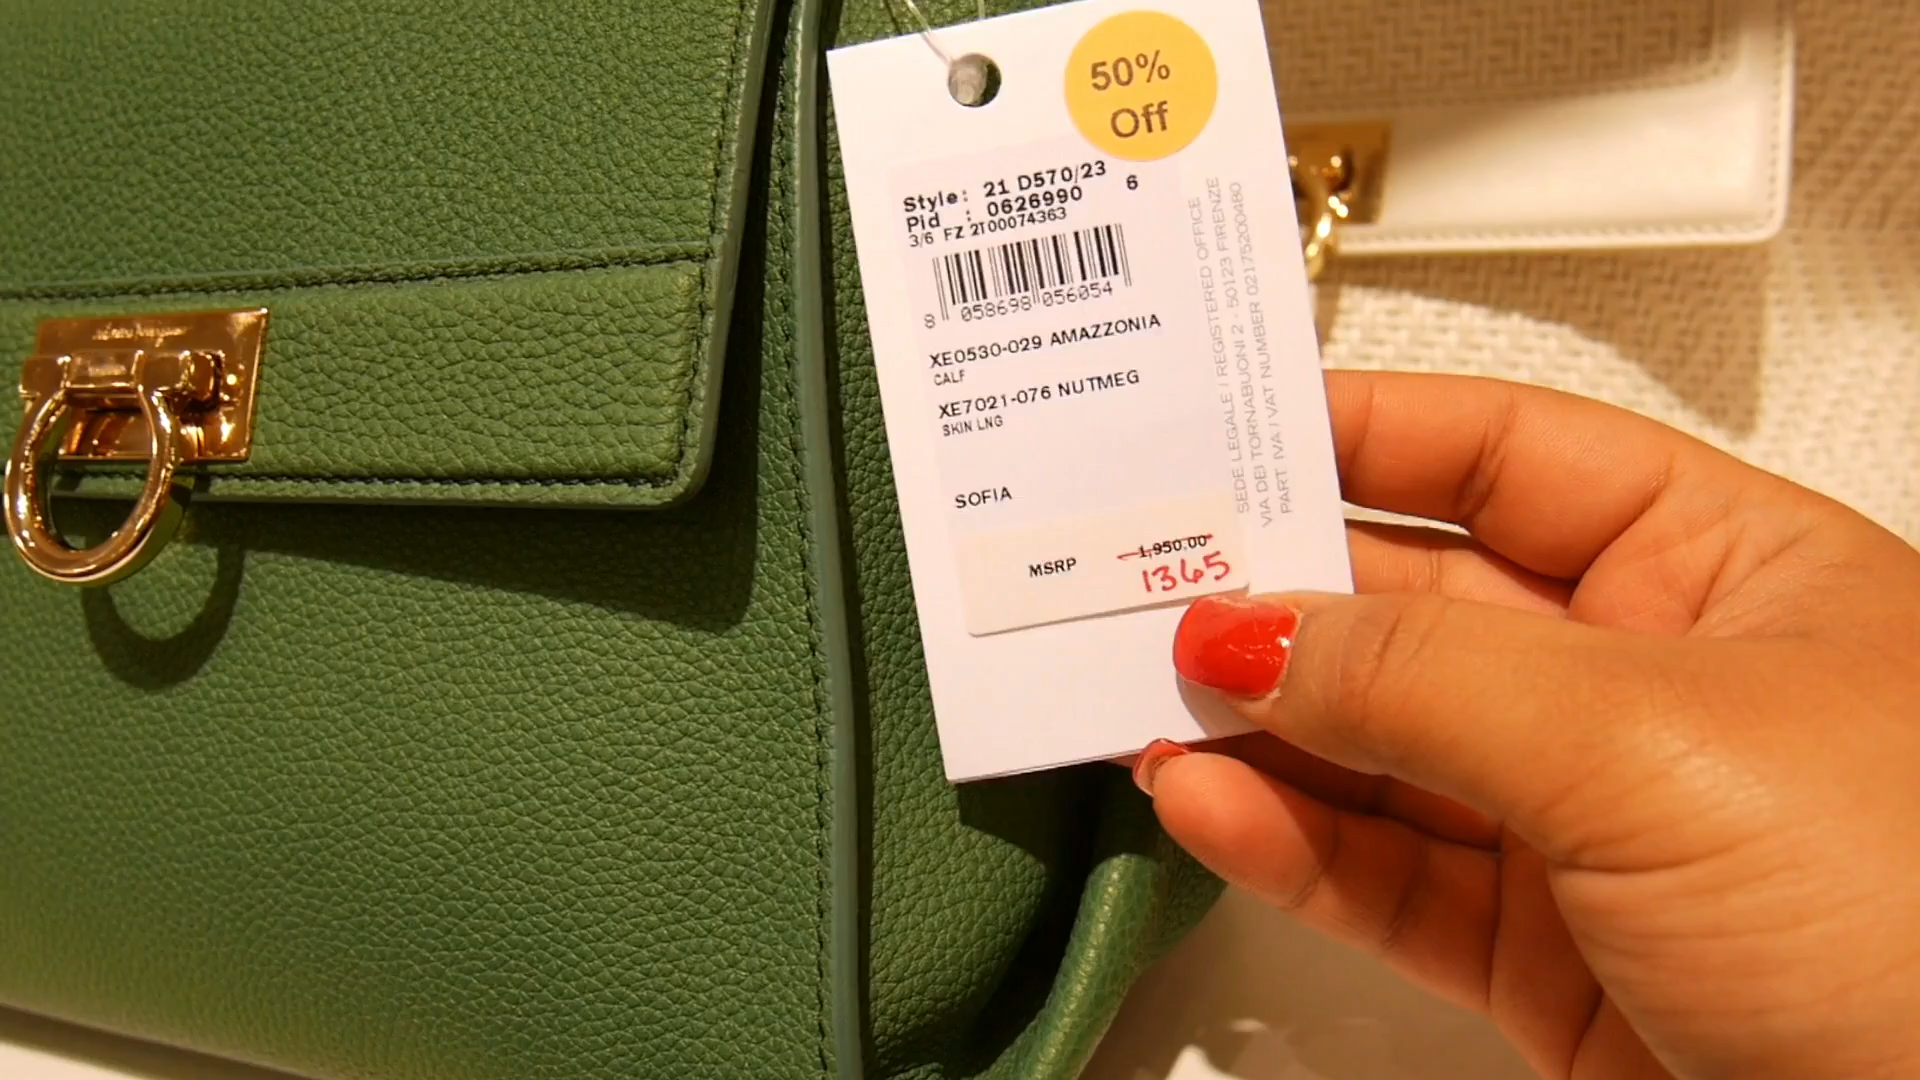 50%
Off
Style: 21 D570/23
Pid : 0626990 6
3/6 FZ 2T00074363
8 058698 056054
XE0530-029 AMAZZONIA
CALF
XE7021-076 NUTMEG
SKIN LNG
SOFIA
MSRP 1,950.00
1365
SEDE LEGALE / REGISTERED OFFICE
VIA DEI TORNABUONI 2 - 50123 FIRENZE
PART IVA / VAT NUMBER 02175200480